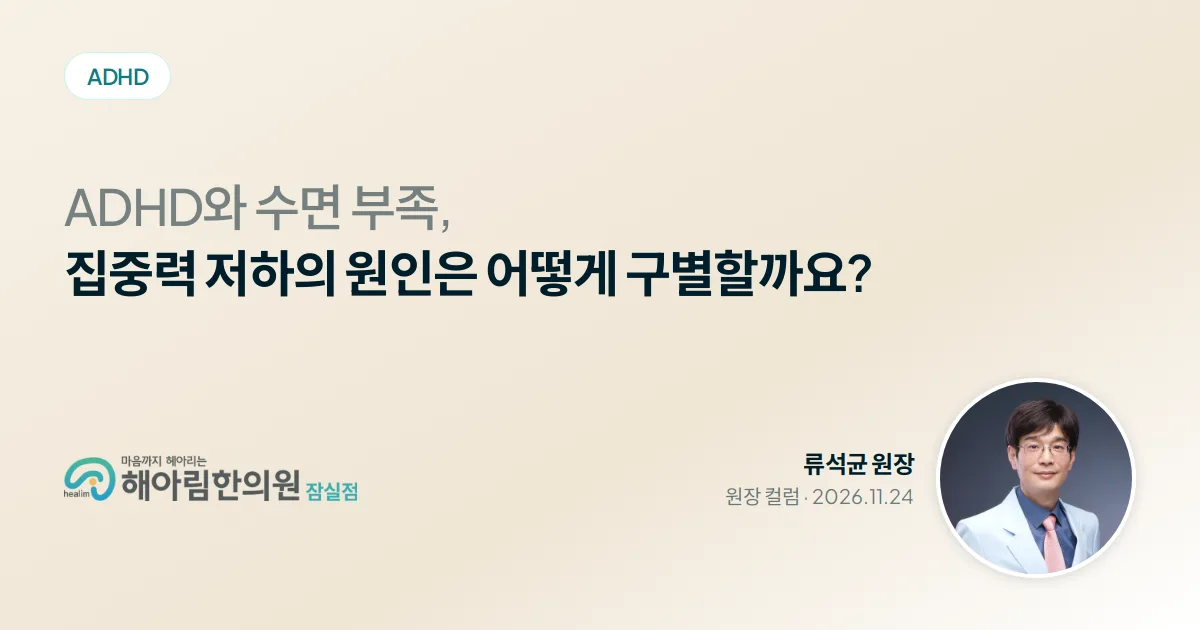 ADHD
ADHD와 수면 부족,
집중력 저하의 원인은 어떻게 구별할까요?
마음까지 헤아리는
healim 해아림한의원 잠실점
류석균 원장
원장 컬럼 · 2026.11.24